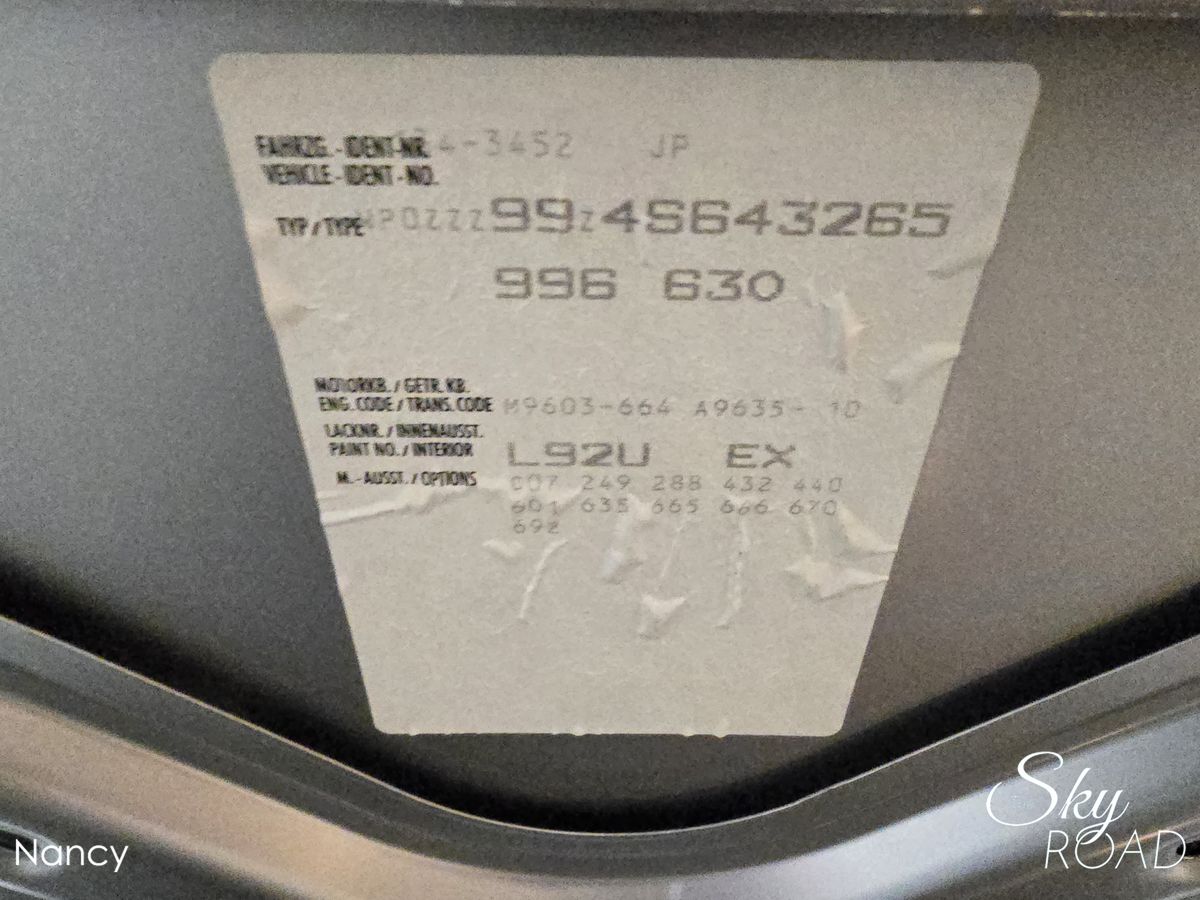 FAHRZG.-IDENT-NR. 4-3452 JP
VEHICLE-IDENT-NO.
TYP/TYPE WP0ZZZ99Z4S643265
996 630
MOTORKB./GETR.KB.
ENG.CODE/TRANS.CODE M9603-664 A9635-10
LACKNR./INNENAUSST.
PAINT NO./INTERIOR L92U EX
M.-AUSST./OPTIONS C07 249 288 432 440
601 635 665 666 670
692
Sky
ROAD
Nancy